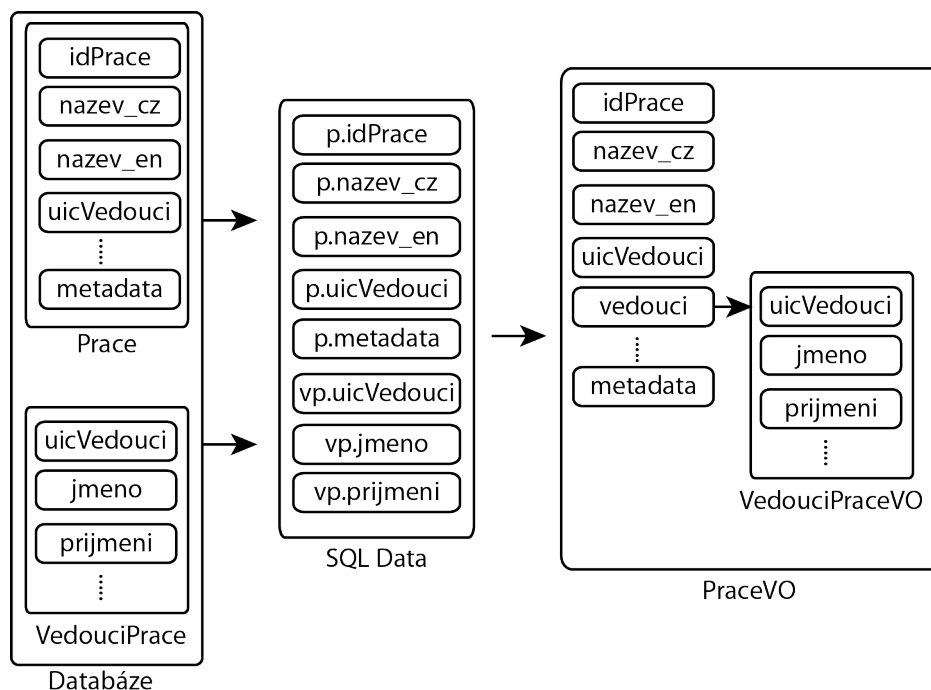 idPrace
nazev_cz
nazev_en
uicVedouci
metadata
Prace
uicVedouci
jmeno
prijmeni
VedouciPrace
Databáze
p.idPrace
p.nazev_cz
p.nazev_en
p.uicVedouci
p.metadata
vp.uicVedouci
vp.jmeno
vp.prijmeni
SQL Data
idPrace
nazev_cz
nazev_en
uicVedouci
vedouci
metadata
uicVedouci
jmeno
prijmeni
VedouciPraceVO
PraceVO